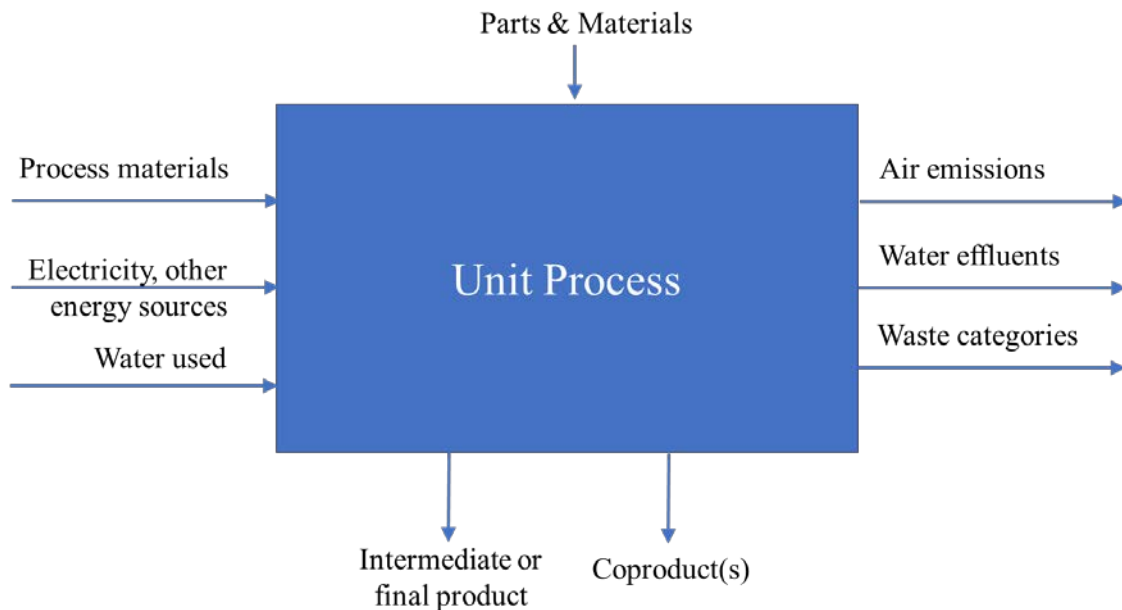 Parts & Materials
Process materials
Air emissions
Electricity, other
energy sources
Unit Process
Water effluents
Water used
Waste categories
Intermediate or
final product
Coproduct(s)